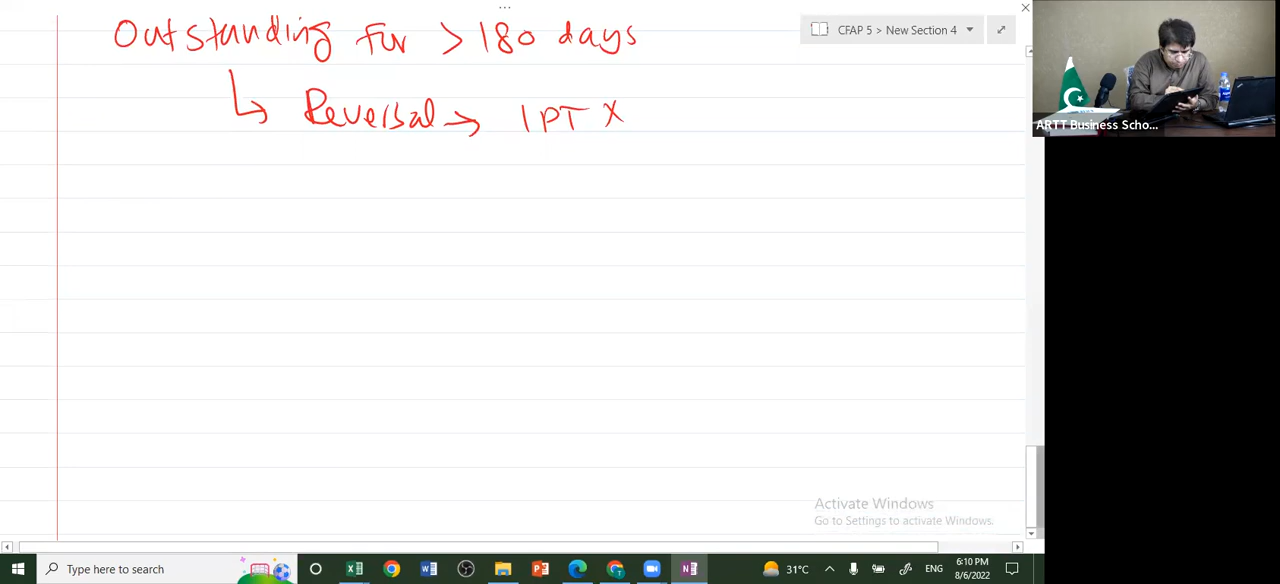 Outstanding for > 180 days
↳ Reversal → IPT X
CFAP 5 > New Section 4
ARTT Business Scho...
Activate Windows
Go to Settings to activate Windows.
Type here to search
31°C
ENG
6:10 PM
8/6/2022